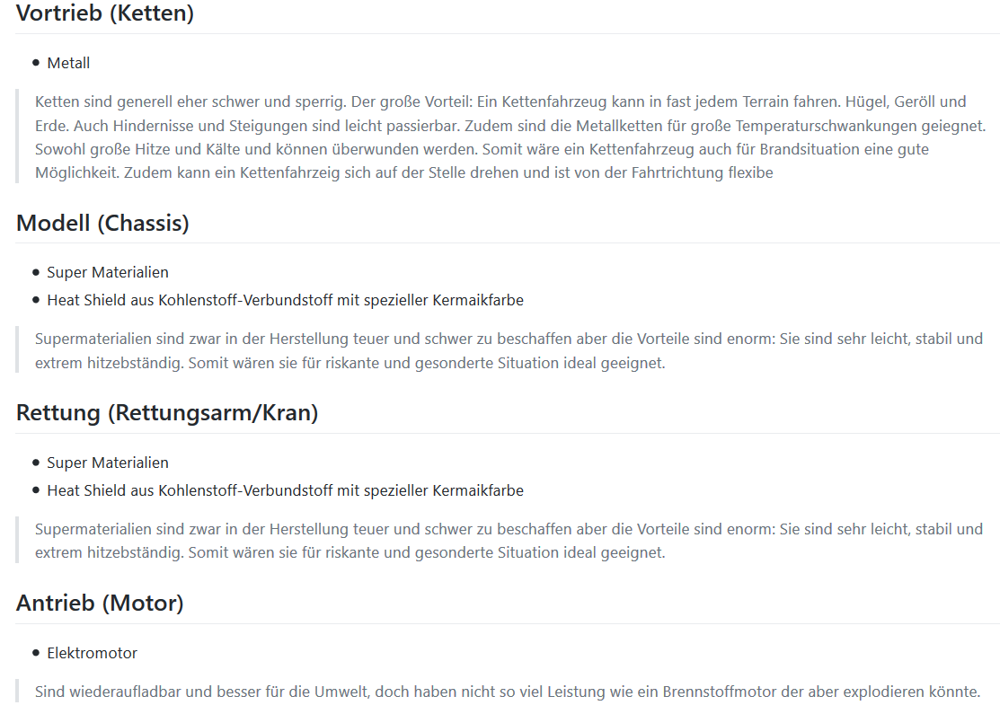 Vortrieb (Ketten)
Metall
Ketten sind generell eher schwer und sperrig. Der große Vorteil: Ein Kettenfahrzeug kann in fast jedem Terrain fahren. Hügel, Geröll und
Erde. Auch Hindernisse und Steigungen sind leicht passierbar. Zudem sind die Metallketten für große Temperaturschwankungen geiegnet.
Sowohl große Hitze und Kälte und können überwunden werden. Somit wäre ein Kettenfahrzeug auch für Brandsituation eine gute
Möglichkeit. Zudem kann ein Kettenfahrzeig sich auf der Stelle drehen und ist von der Fahrtrichtung flexibe
Modell (Chassis)
Super Materialien
Heat Shield aus Kohlenstoff-Verbundstoff mit spezieller Kermaikfarbe
Supermaterialien sind zwar in der Herstellung teuer und schwer zu beschaffen aber die Vorteile sind enorm: Sie sind sehr leicht, stabil und
extrem hitzebständig. Somit wären sie für riskante und gesonderte Situation ideal geeignet.
Rettung (Rettungsarm/Kran)
Super Materialien
Heat Shield aus Kohlenstoff-Verbundstoff mit spezieller Kermaikfarbe
Supermaterialien sind zwar in der Herstellung teuer und schwer zu beschaffen aber die Vorteile sind enorm: Sie sind sehr leicht, stabil und
extrem hitzebständig. Somit wären sie für riskante und gesonderte Situation ideal geeignet.
Antrieb (Motor)
Elektromotor
Sind wiederaufladbar und besser für die Umwelt, doch haben nicht so viel Leistung wie ein Brennstoffmotor der aber explodieren könnte.